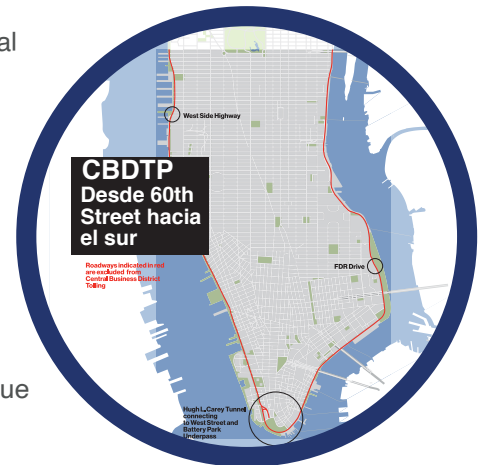 al
West Side Highway
CBDTP
Desde 60th
Street hacia
el sur
Roadways indicated in red
are excluded from
Central Business District
Tolling
FDR Drive
ue
Hugh L. Carey Tunnel
connecting
to West Street and
Battery Park
Underpass